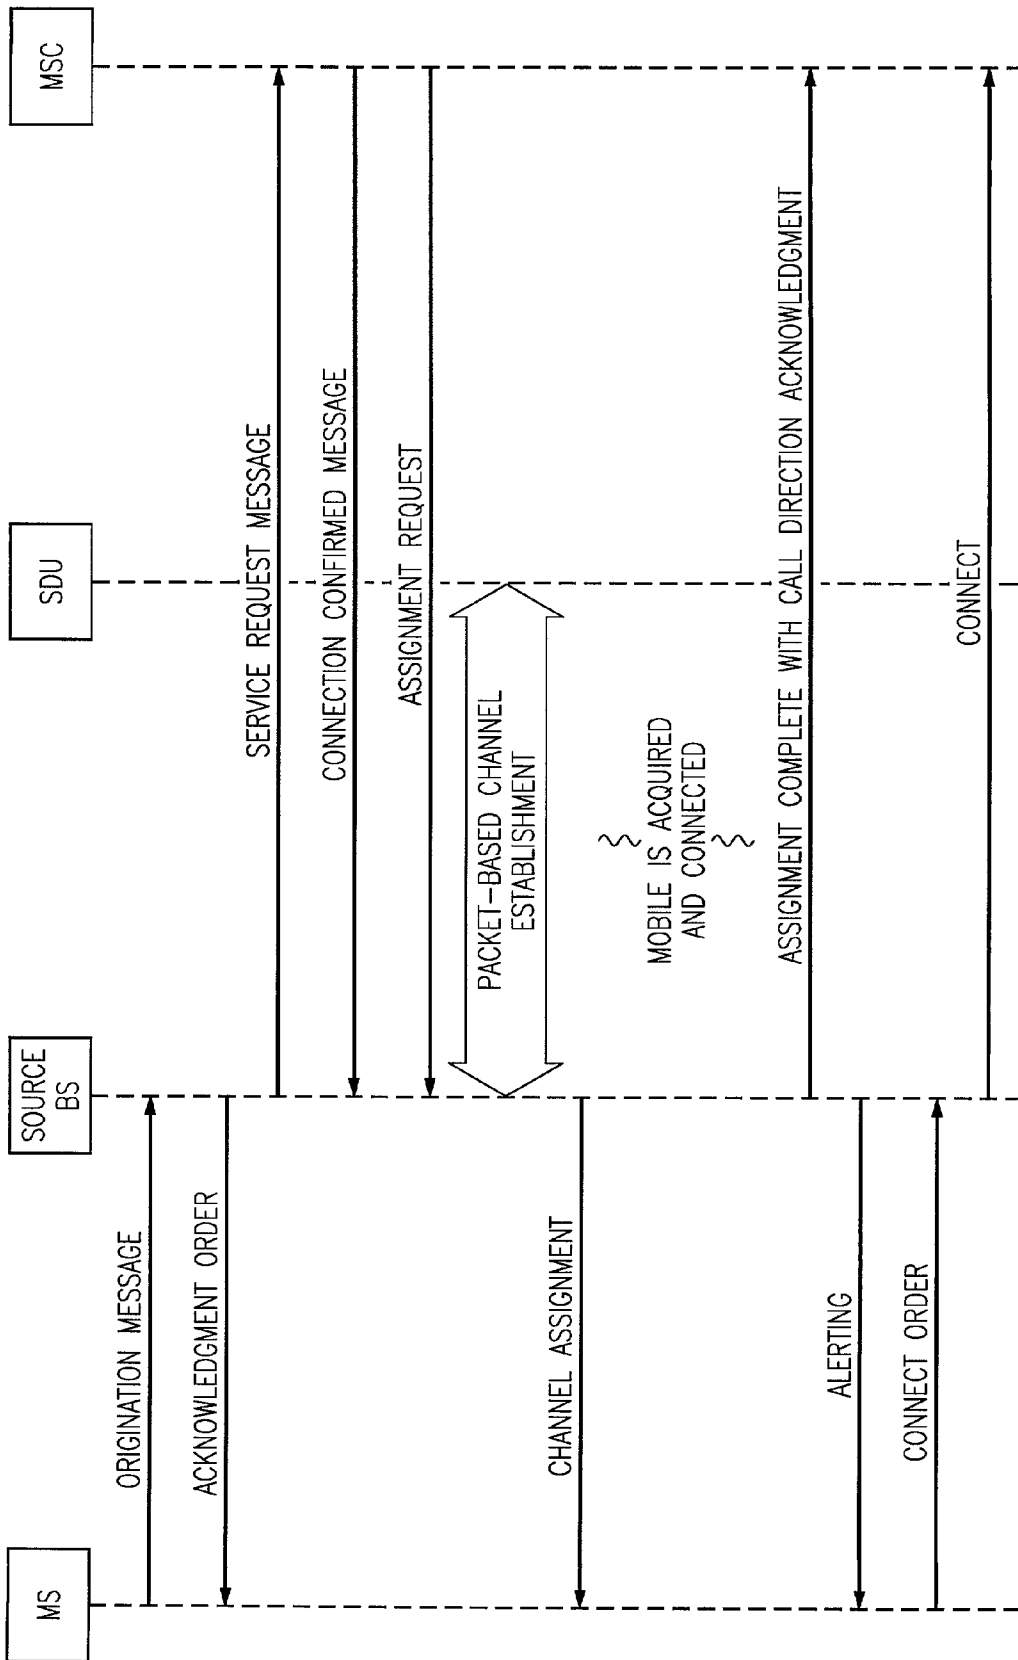 MS
SOURCE
BS
SDU
MSC
ORIGINATION MESSAGE
ACKNOWLEDGMENT ORDER
SERVICE REQUEST MESSAGE
CONNECTION CONFIRMED MESSAGE
ASSIGNMENT REQUEST
PACKET-BASED CHANNEL
ESTABLISHMENT
CHANNEL ASSIGNMENT
MOBILE IS ACQUIRED
AND CONNECTED
ASSIGNMENT COMPLETE WITH CALL DIRECTION ACKNOWLEDGMENT
ALERTING
CONNECT ORDER
CONNECT